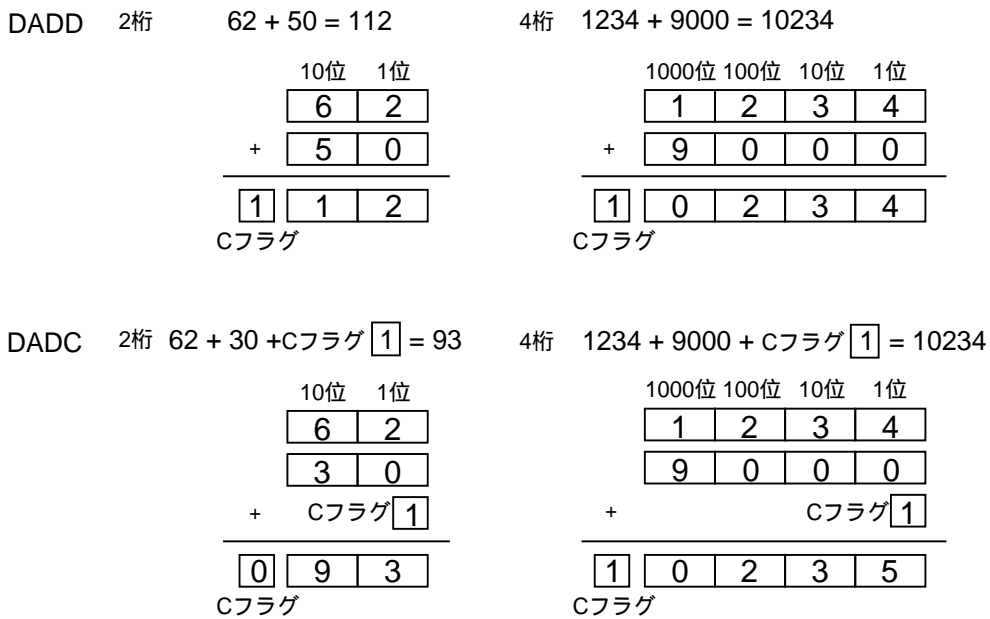 DADD 2桁 62 + 50 = 112 4桁 1234 + 9000 = 10234
10位 1位 1000位 100位 10位 1位
6 2 1 2 3 4
+ 5 0 + 9 0 0 0
1 1 2 1 0 2 3 4
Cフラグ Cフラグ
DADC 2桁 62 + 30 +Cフラグ 1 = 93 4桁 1234 + 9000 + Cフラグ 1 = 10234
10位 1位 1000位 100位 10位 1位
6 2 1 2 3 4
3 0 9 0 0 0
+ Cフラグ 1 + Cフラグ 1
0 9 3 1 0 2 3 5
Cフラグ Cフラグ